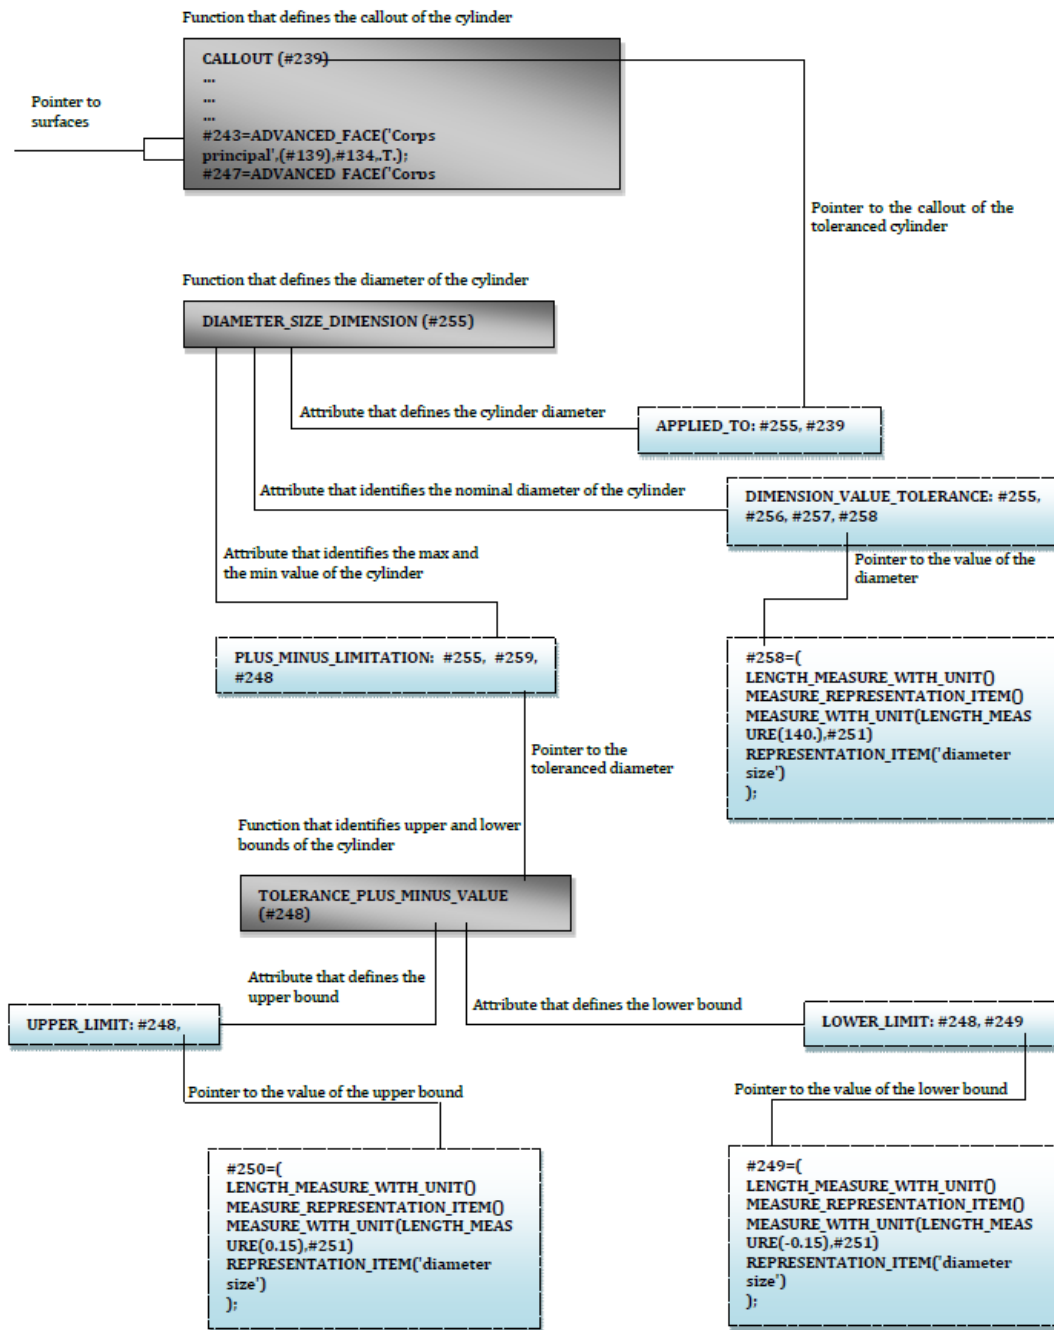 Function that defines the callout of the cylinder
CALLOUT (#239)
...
...
...
#243=ADVANCED_FACE('Corps
principal',(#139),#134,.T.);
#247=ADVANCED_FACE('Corps
Pointer to
surfaces
Pointer to the callout of the
toleranced cylinder
Function that defines the diameter of the cylinder
DIAMETER_SIZE_DIMENSION (#255)
Attribute that defines the cylinder diameter
APPLIED_TO: #255, #239
Attribute that identifies the nominal diameter of the cylinder
DIMENSION_VALUE_TOLERANCE: #255,
#256, #257, #258
Attribute that identifies the max and
the min value of the cylinder
Pointer to the value of the
diameter
PLUS_MINUS_LIMITATION: #255, #259,
#248
#258=(
LENGTH_MEASURE_WITH_UNIT()
MEASURE_REPRESENTATION_ITEM()
MEASURE_WITH_UNIT(LENGTH_MEAS
URE(140.),#251)
REPRESENTATION_ITEM('diameter
size')
);
Pointer to the
toleranced diameter
Function that identifies upper and lower
bounds of the cylinder
TOLERANCE_PLUS_MINUS_VALUE
(#248)
Attribute that defines the
upper bound
Attribute that defines the lower bound
UPPER_LIMIT: #248,
LOWER_LIMIT: #248, #249
Pointer to the value of the upper bound
Pointer to the value of the lower bound
#250=(
LENGTH_MEASURE_WITH_UNIT()
MEASURE_REPRESENTATION_ITEM()
MEASURE_WITH_UNIT(LENGTH_MEAS
URE(0.15),#251)
REPRESENTATION_ITEM('diameter
size')
);
#249=(
LENGTH_MEASURE_WITH_UNIT()
MEASURE_REPRESENTATION_ITEM()
MEASURE_WITH_UNIT(LENGTH_MEA
SURE(-0.15),#251)
REPRESENTATION_ITEM('diameter
size')
);